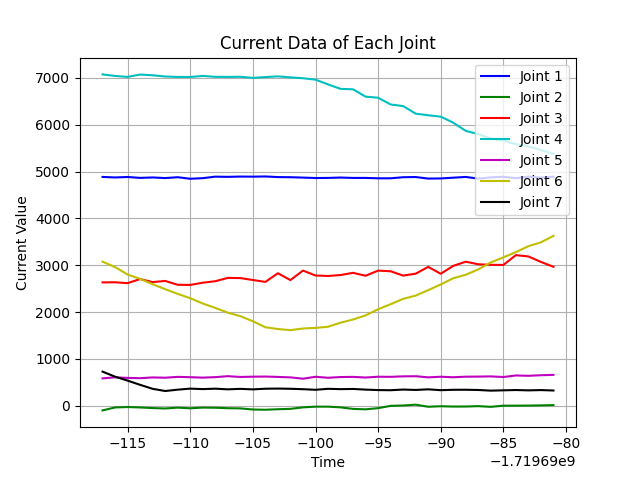 Current Data of Each Joint
Current Value
7000
6000
5000
4000
3000
2000
1000
0
Joint 1
Joint 2
Joint 3
Joint 4
Joint 5
Joint 6
Joint 7
−115 −110 −105 −100 −95 −90 −85 −80
Time
−1.71969e9